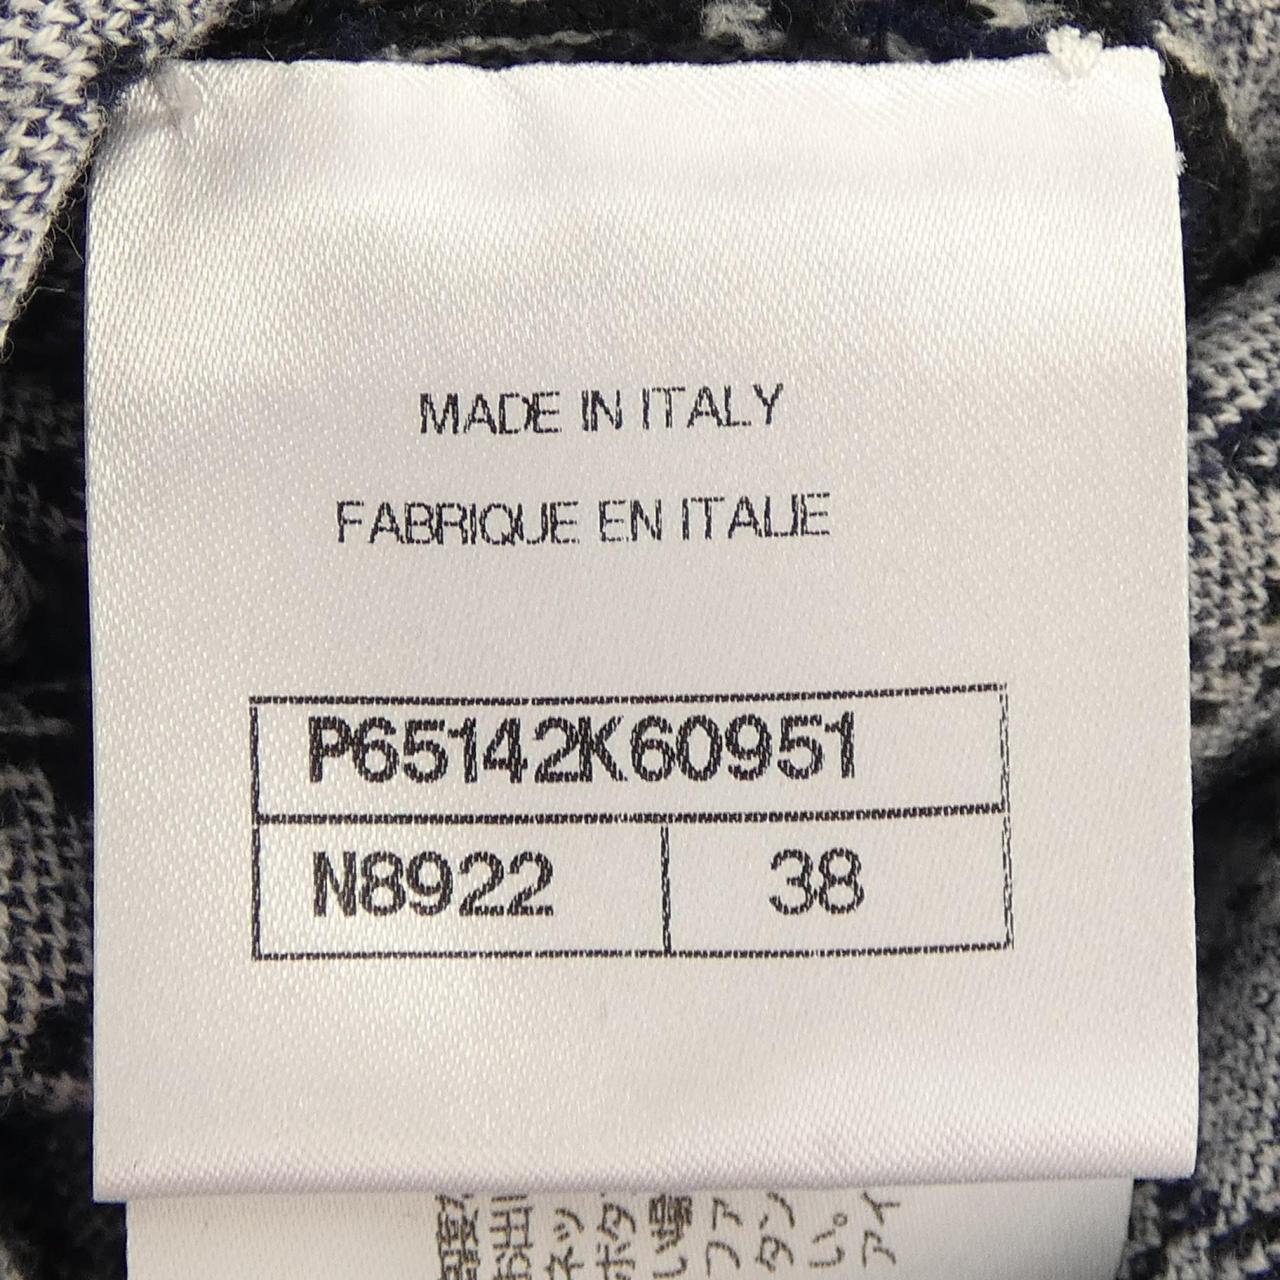 MADE IN ITALY
FABRIQUE EN ITALIE
P65142K60951
N8922 38